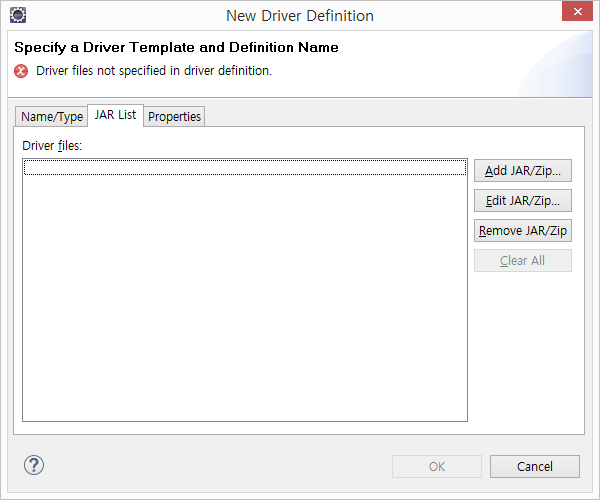 New Driver Definition
Specify a Driver Template and Definition Name
Driver files not specified in driver definition.
Name/Type JAR List Properties
Driver files:
Add JAR/Zip...
Edit JAR/Zip...
Remove JAR/Zip
Clear All
OK Cancel